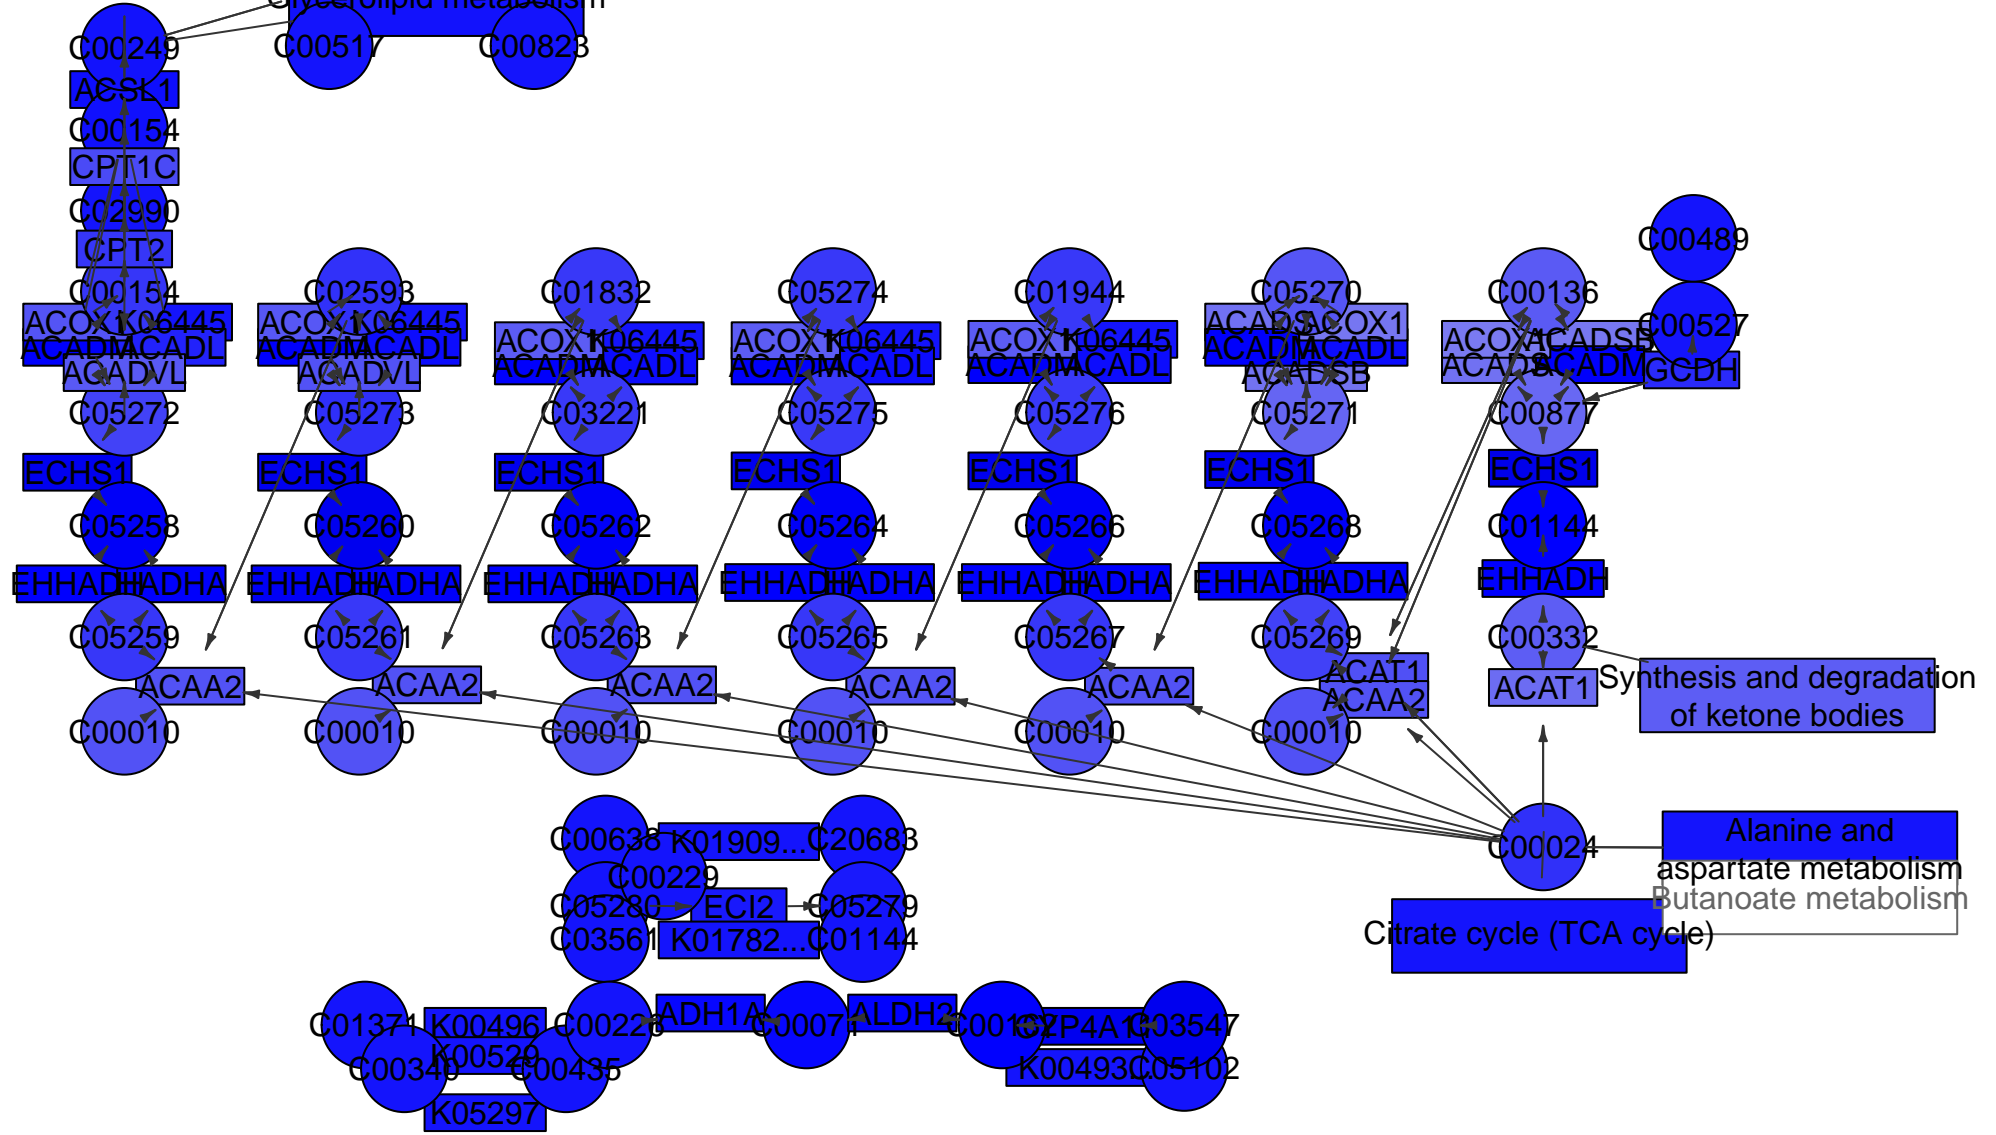 Glycerolipid metabolism
C00249
C00517
C00823
ACSL1
C00154
CPT1C
C02990
CPT2
C00489
C00154
C02593
C01832
C05274
C01944
C05270
C00136
C00527
ACOX1
K06445
ACOX1
K06445
ACOX1
K06445
ACOX1
K06445
ACOX1
K06445
ACADS
ACOX1
ACOX1
ACADSB
ACADM
ACADL
ACADM
ACADL
ACADM
ACADL
ACADM
ACADL
ACADM
ACADL
ACADM
ACADL
ACADS
ACADM
GCDH
ACADVL
ACADVL
ACADSB
C05272
C05273
C03221
C05275
C05276
C05271
C00877
ECHS1
ECHS1
ECHS1
ECHS1
ECHS1
ECHS1
ECHS1
C05258
C05260
C05262
C05264
C05266
C05268
C01144
EHHADH
HADHA
EHHADH
HADHA
EHHADH
HADHA
EHHADH
HADHA
EHHADH
HADHA
EHHADH
HADHA
EHHADH
C05259
C05261
C05263
C05265
C05267
C05269
C00332
ACAA2
ACAA2
ACAA2
ACAA2
ACAA2
ACAT1
ACAA2
ACAT1
Synthesis and degradation
of ketone bodies
C00010
C00010
C00010
C00010
C00010
C00010
C00638
K01909...
C20683
C00229
C05280
ECI2
C05279
C03561
K01782...
C01144
C00024
Alanine and
aspartate metabolism
Butanoate metabolism
Citrate cycle (TCA cycle)
C01371
K00496
C00226
ADH1A
C00071
ALDH2
C03547
K00529
C00340
C00435
K00493...
C05102
K05297